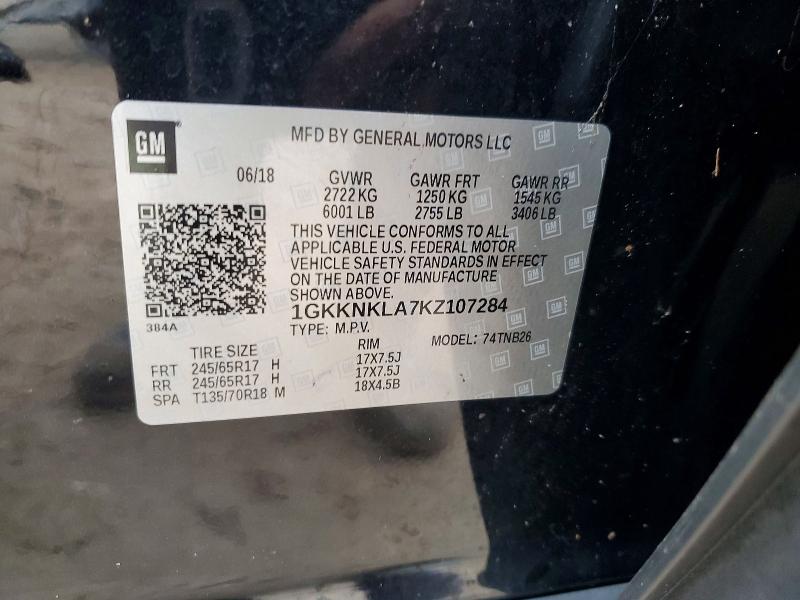 GM
MFD BY GENERAL MOTORS LLC
06/18 GVWR GAWR FRT GAWR RR
2722 KG 1250 KG 1545 KG
6001 LB 2755 LB 3406 LB
THIS VEHICLE CONFORMS TO ALL
APPLICABLE U.S. FEDERAL MOTOR
VEHICLE SAFETY STANDARDS IN EFFECT
ON THE DATE OF MANUFACTURE
SHOWN ABOVE.
1GKKNKLA7KZ107284
384A
TYPE: M.P.V. MODEL: 74TNB26
TIRE SIZE RIM
FRT 245/65R17 H 17X7.5J
RR 245/65R17 H 17X7.5J
SPA T135/70R18 M 18X4.5B